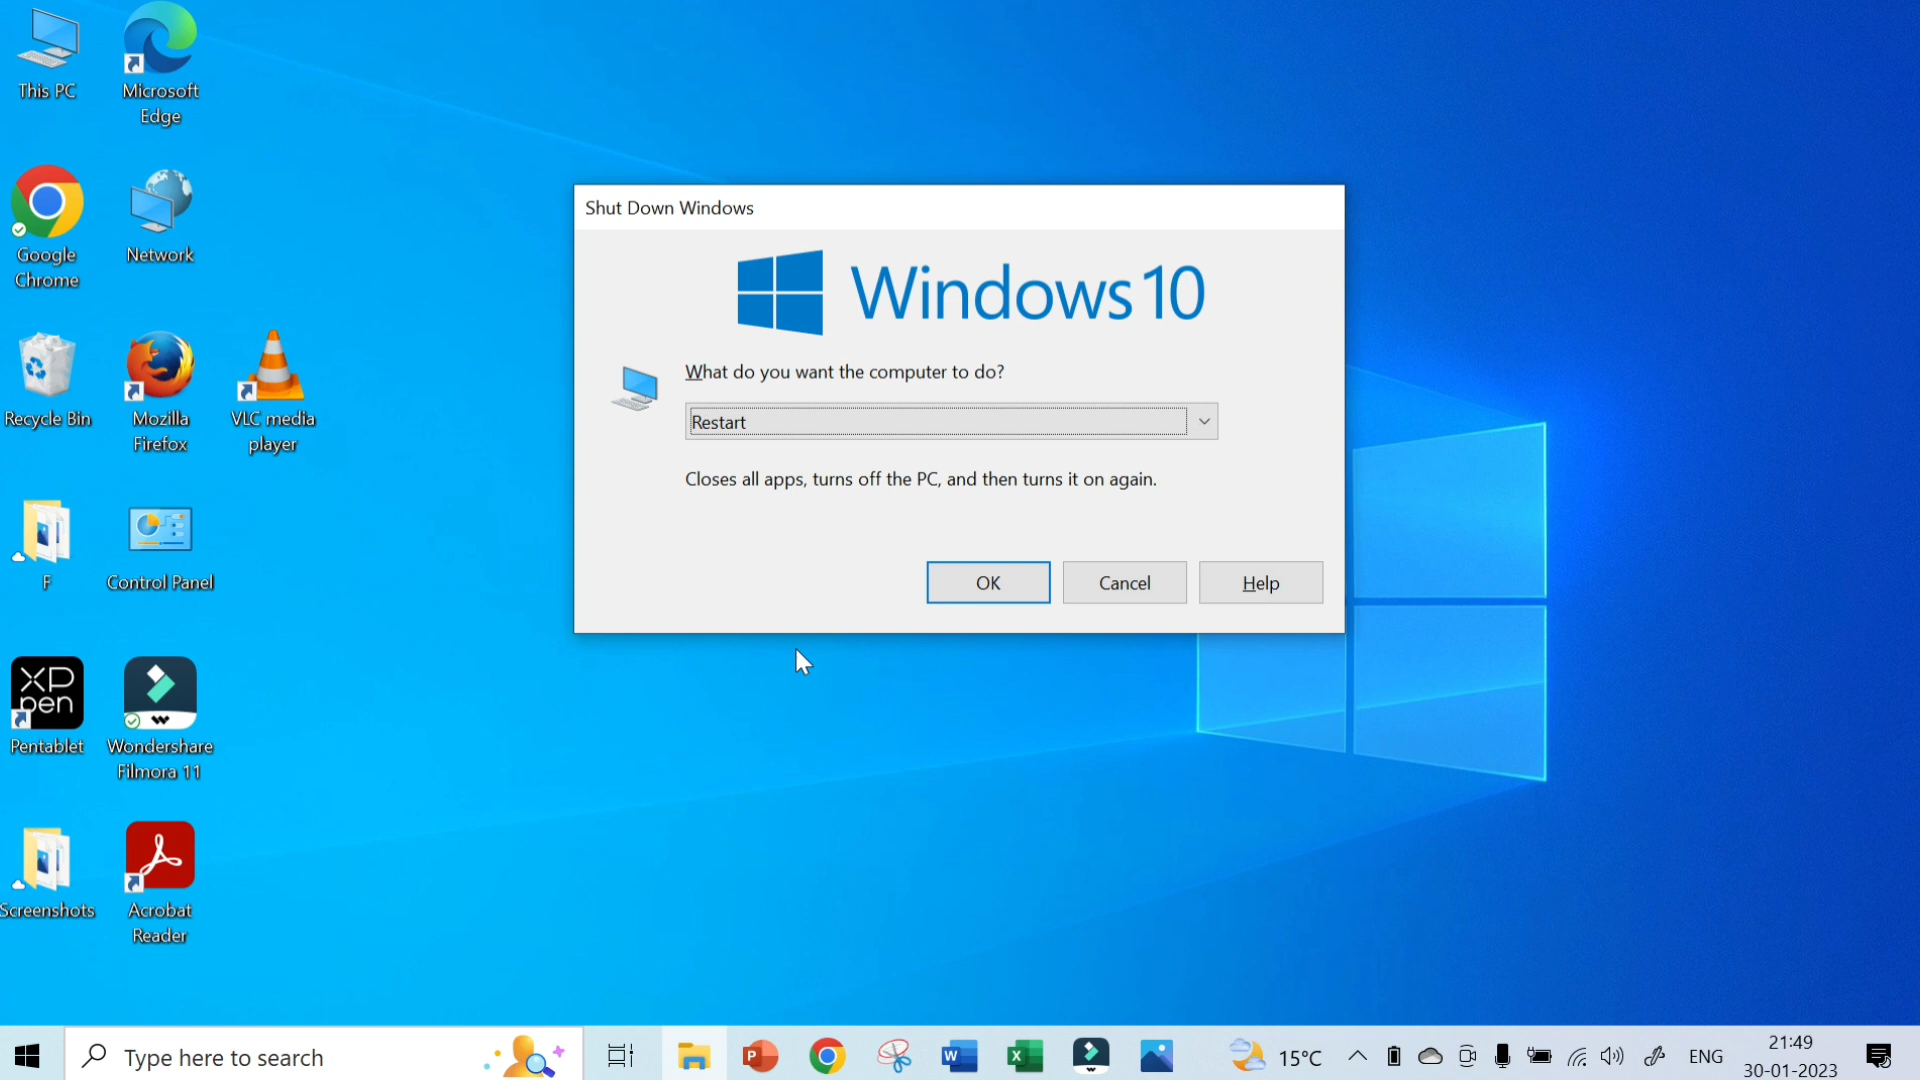 This PC
Microsoft
Edge
Google
Chrome
Network
Recycle Bin
Mozilla
Firefox
VLC media
player
F
Control Panel
XP
pen
Pentablet
Wondershare
Filmora 11
Screenshots
Acrobat
Reader
Shut Down Windows
Windows 10
What do you want the computer to do?
Restart
Closes all apps, turns off the PC, and then turns it on again.
OK
Cancel
Help
Type here to search
P
W
X
15°C
ENG
21:49
30-01-2023